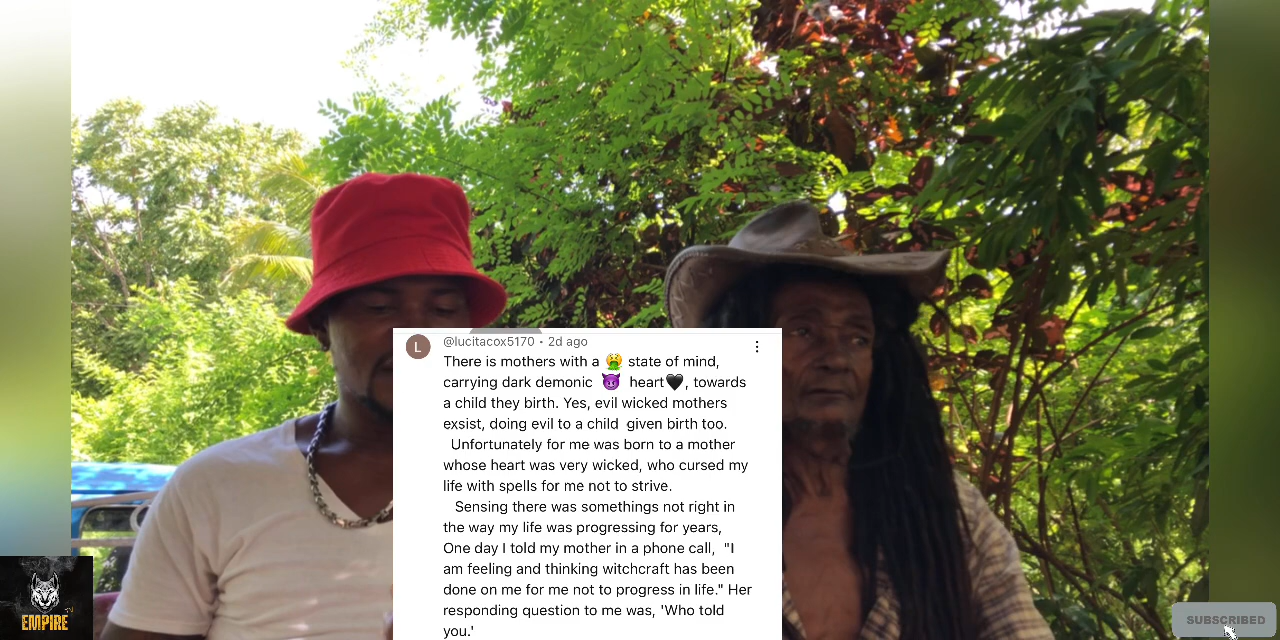 @lucitacox5170 • 2d ago
There is mothers with a 🤮 state of mind,
carrying dark demonic 😈 heart🖤, towards
a child they birth. Yes, evil wicked mothers
exsist, doing evil to a child given birth too.
Unfortunately for me was born to a mother
whose heart was very wicked, who cursed my
life with spells for me not to strive.
Sensing there was somethings not right in
the way my life was progressing for years,
One day I told my mother in a phone call, "I
am feeling and thinking witchcraft has been
done on me for me not to progress in life." Her
responding question to me was, 'Who told
you.'
L
EMPIRE
SUBSCRIBED